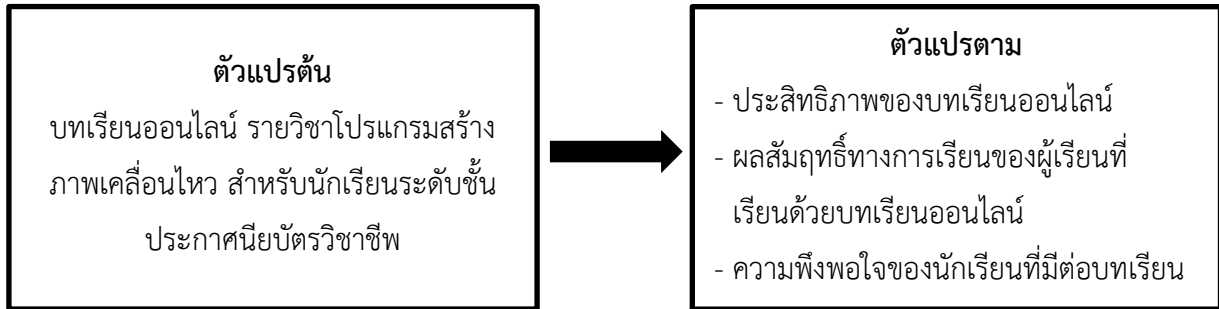 ตัวแปรต้น
บทเรียนออนไลน์ รายวิชาโปรแกรมสร้าง
ภาพเคลื่อนไหว สำหรับนักเรียนระดับชั้น
ประกาศนียบัตรวิชาชีพ
ตัวแปรตาม
- ประสิทธิภาพของบทเรียนออนไลน์
- ผลสัมฤทธิ์ทางการเรียนของผู้เรียนที่
เรียนด้วยบทเรียนออนไลน์
- ความพึงพอใจของนักเรียนที่มีต่อบทเรียน